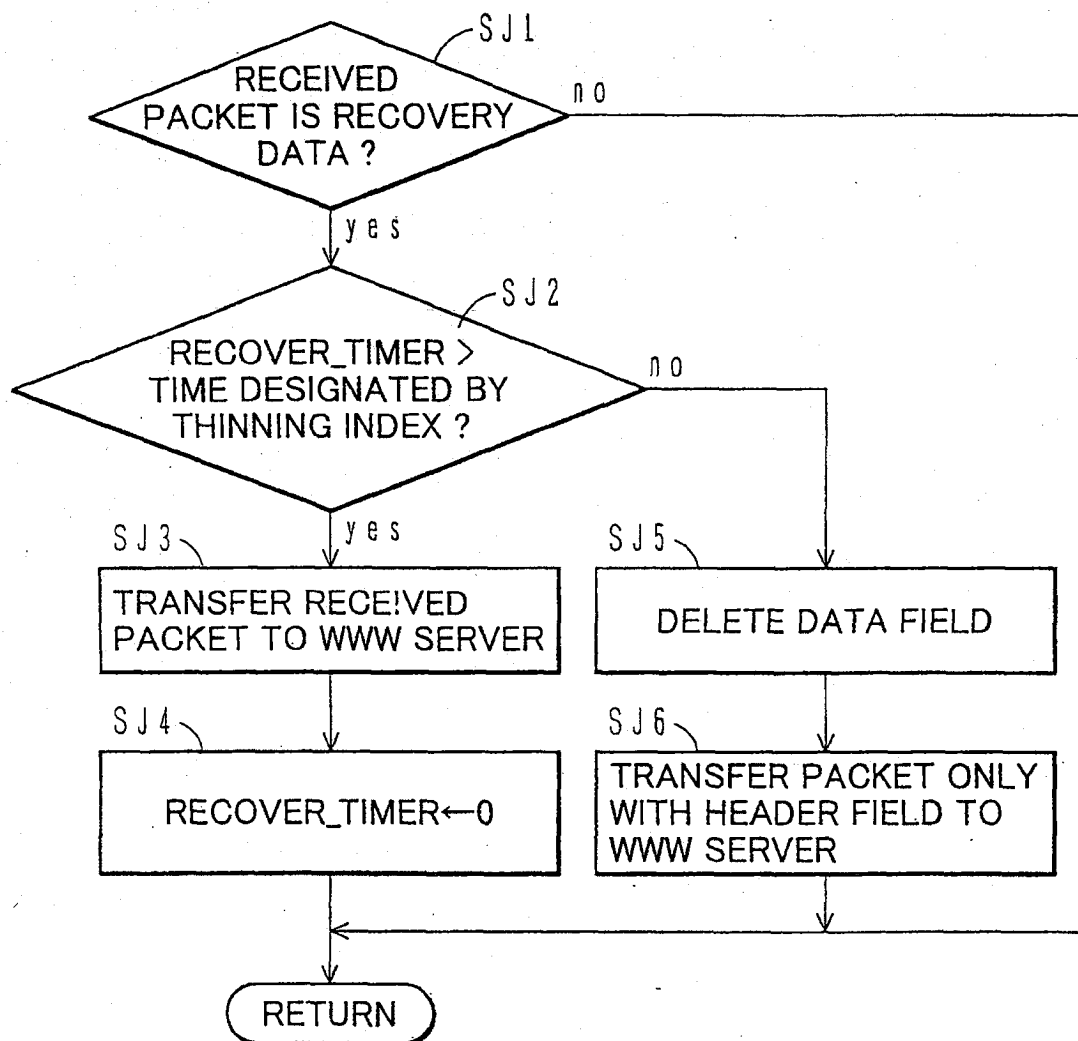 SJ1
RECEIVED
PACKET IS RECOVERY
DATA ?
no
yes
SJ2
RECOVER_TIMER >
TIME DESIGNATED BY
THINNING INDEX ?
no
yes
SJ3
TRANSFER RECEIVED
PACKET TO WWW SERVER
SJ5
DELETE DATA FIELD
SJ4
RECOVER_TIMER←0
SJ6
TRANSFER PACKET ONLY
WITH HEADER FIELD TO
WWW SERVER
RETURN